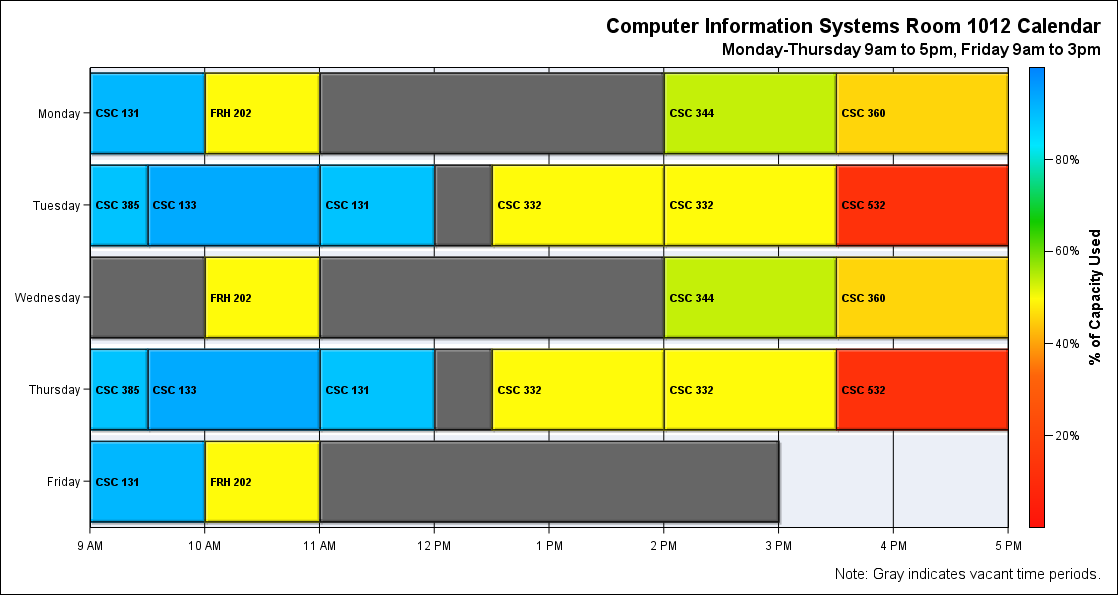 Computer Information Systems Room 1012 Calendar
Monday-Thursday 9am to 5pm, Friday 9am to 3pm
Monday
CSC 131
FRH 202
CSC 344
CSC 360
Tuesday
CSC 385
CSC 133
CSC 131
CSC 332
CSC 332
CSC 532
Wednesday
FRH 202
CSC 344
CSC 360
Thursday
CSC 385
CSC 133
CSC 131
CSC 332
CSC 332
CSC 532
Friday
CSC 131
FRH 202
9 AM
10 AM
11 AM
12 PM
1 PM
2 PM
3 PM
4 PM
5 PM
80%
60%
40%
20%
% of Capacity Used
Note: Gray indicates vacant time periods.